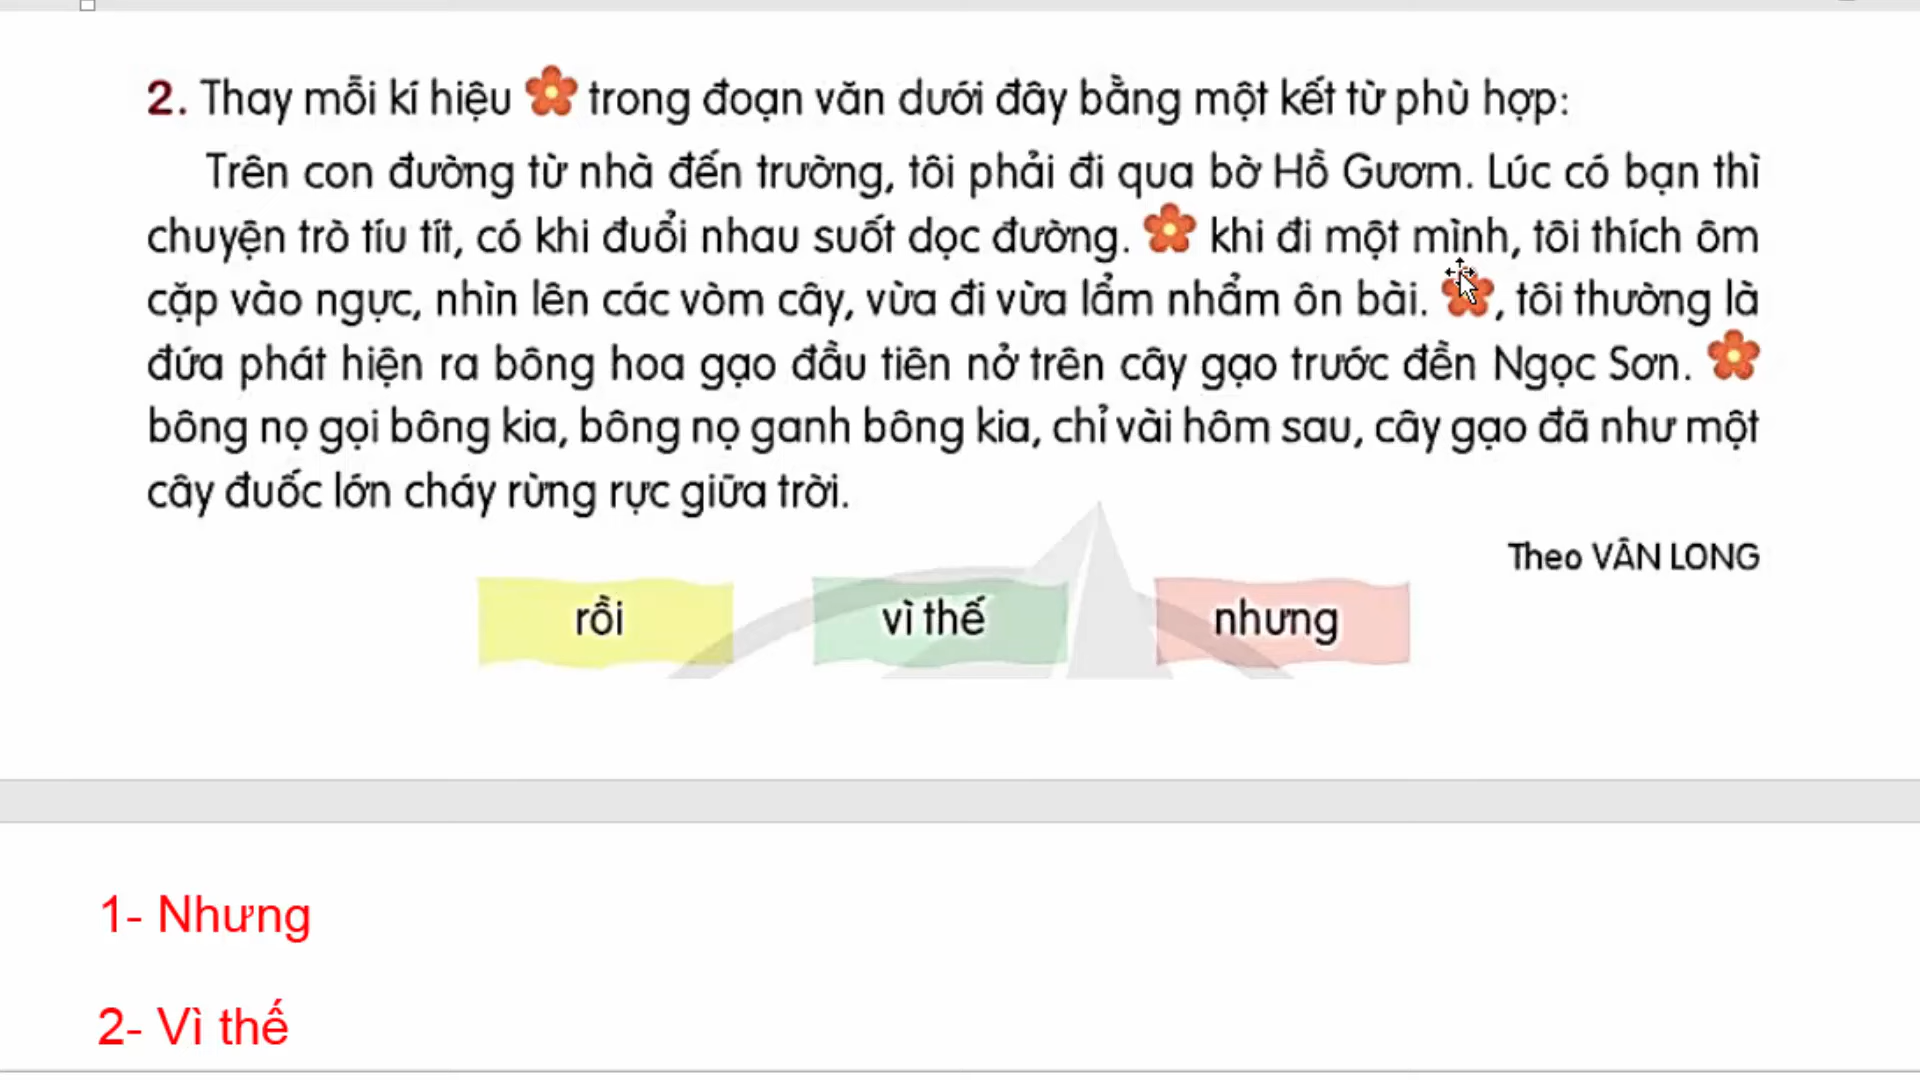 2. Thay mỗi kí hiệu trong đoạn văn dưới đây bằng một kết từ phù hợp:
Trên con đường từ nhà đến trường, tôi phải đi qua bờ Hồ Gươm. Lúc có bạn thì
chuyện trò tíu tít, có khi đuổi nhau suốt dọc đường. khi đi một mình, tôi thích ôm
cặp vào ngực, nhìn lên các vòm cây, vừa đi vừa lẩm nhẩm ôn bài. , tôi thường là
đứa phát hiện ra bông hoa gạo đầu tiên nở trên cây gạo trước đền Ngọc Sơn.
bông nọ gọi bông kia, bông nọ ganh bông kia, chỉ vài hôm sau, cây gạo đã như một
cây đuốc lớn cháy rừng rực giữa trời.
Theo VÂN LONG
rồi vì thế nhưng
1- Nhưng
2- Vì thế